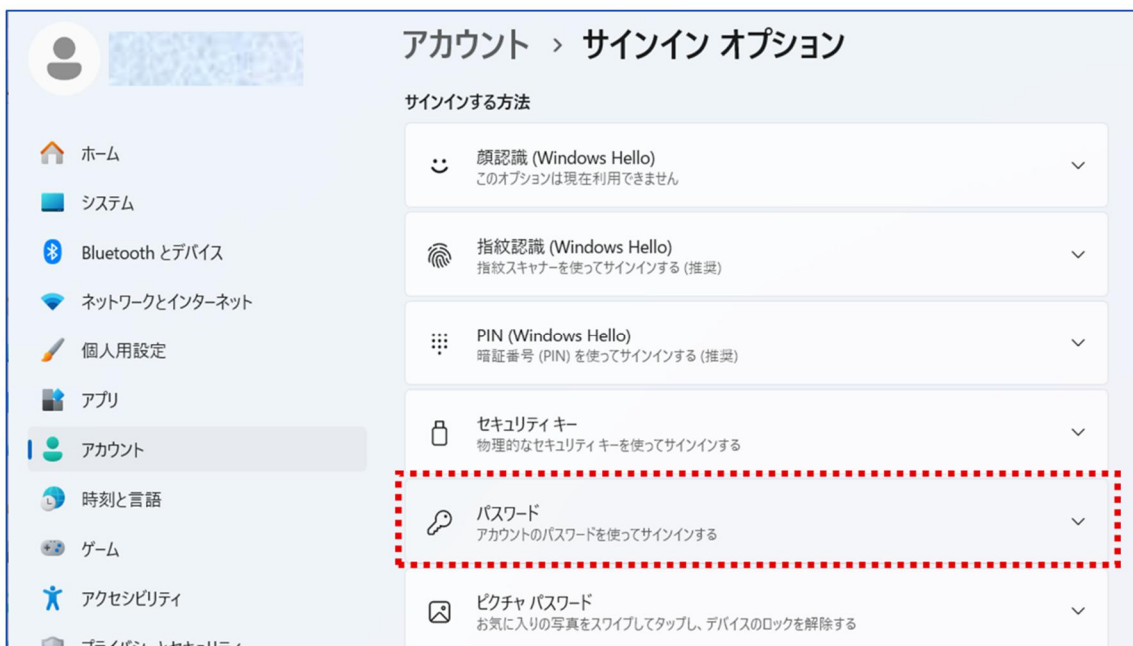 アカウント › サインイン オプション
サインインする方法
ホーム
システム
Bluetooth とデバイス
ネットワークとインターネット
個人用設定
アプリ
アカウント
時刻と言語
ゲーム
アクセシビリティ
プライバシーとセキュリティ
顔認識 (Windows Hello)
このオプションは現在利用できません
指紋認識 (Windows Hello)
指紋スキャナーを使ってサインインする (推奨)
PIN (Windows Hello)
暗証番号 (PIN) を使ってサインインする (推奨)
セキュリティ キー
物理的なセキュリティ キーを使ってサインインする
パスワード
アカウントのパスワードを使ってサインインする
ピクチャ パスワード
お気に入りの写真をスワイプしてタップし、デバイスのロックを解除する